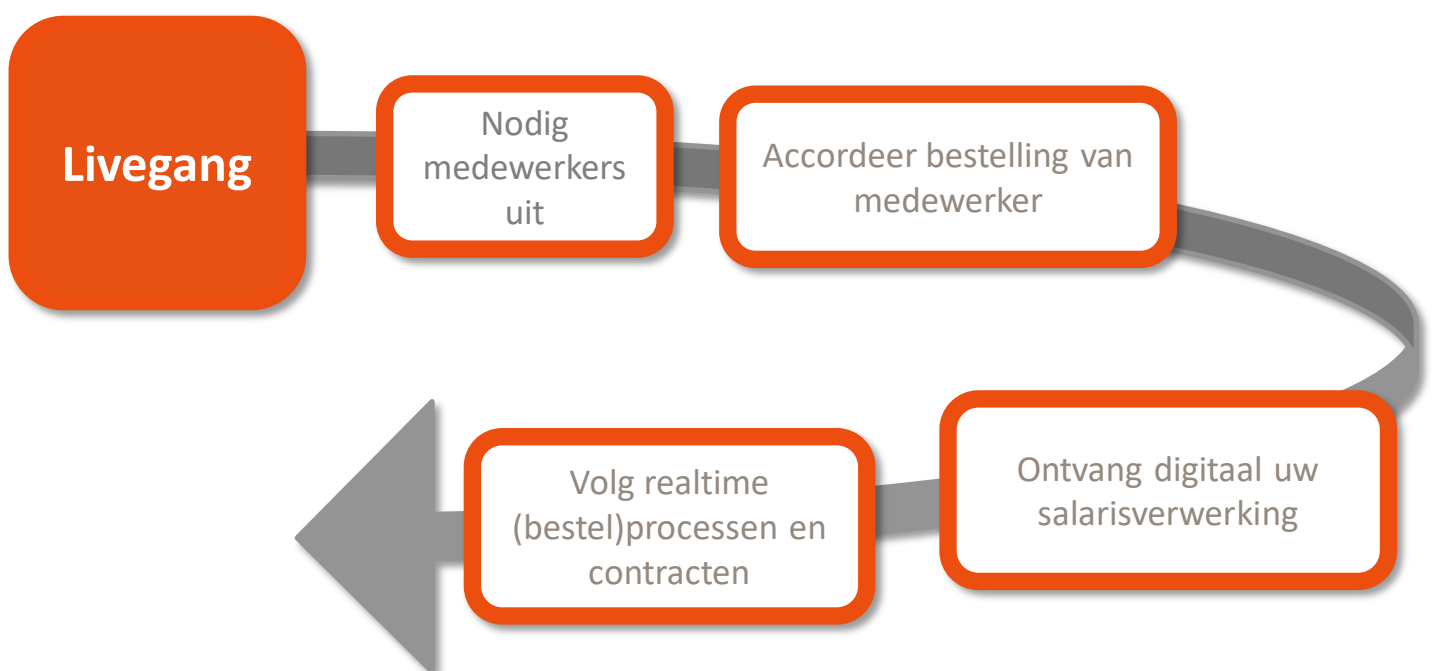 Livegang
Nodig
medewerkers
uit
Accordeer bestelling van
medewerker
Ontvang digitaal uw
salarisverwerking
Volg realtime
(bestel)processen en
contracten